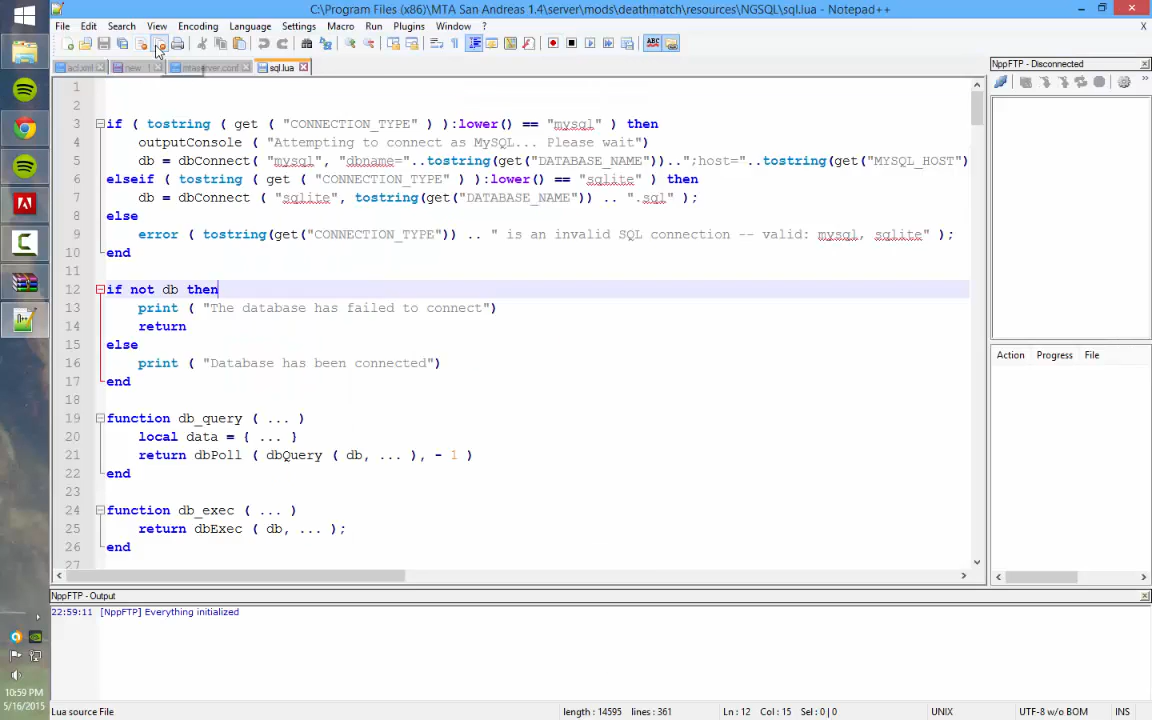 C:\Program Files (x86)\MTA San Andreas 1.4\server\mods\deathmatch\resources\NGSQL\sql.lua - Notepad++
File Edit Search View Encoding Language Settings Macro Run Plugins Window ? X
acl.xml new 1 mtaserver.conf sql.lua
NppFTP - Disconnected
1
2
3 if ( tostring ( get ( "CONNECTION_TYPE" ) ):lower() == "mysql" ) then
4 outputConsole ( "Attempting to connect as MySQL... Please wait")
5 db = dbConnect( "mysql", "dbname="..tostring(get("DATABASE_NAME"))..";host="..tostring(get("MYSQL_HOST")
6 elseif ( tostring ( get ( "CONNECTION_TYPE" ) ):lower() == "sqlite" ) then
7 db = dbConnect ( "sqlite", tostring(get("DATABASE_NAME")) .. ".sql" );
8 else
9 error ( tostring(get("CONNECTION_TYPE")) .. " is an invalid SQL connection -- valid: mysql, sqlite" );
10 end
11
12 if not db then
13 print ( "The database has failed to connect")
14 return
15 else
16 print ( "Database has been connected")
17 end
18
19 function db_query ( ... )
20 local data = { ... }
21 return dbPoll ( dbQuery ( db, ... ), - 1 )
22 end
23
24 function db_exec ( ... )
25 return dbExec ( db, ... );
26 end
27
Action Progress File
NppFTP - Output
22:59:11 [NppFTP] Everything initialized
10:59 PM
5/16/2015
Lua source File length : 14595 lines : 361 Ln : 12 Col : 15 Sel : 0 | 0 UNIX UTF-8 w/o BOM INS